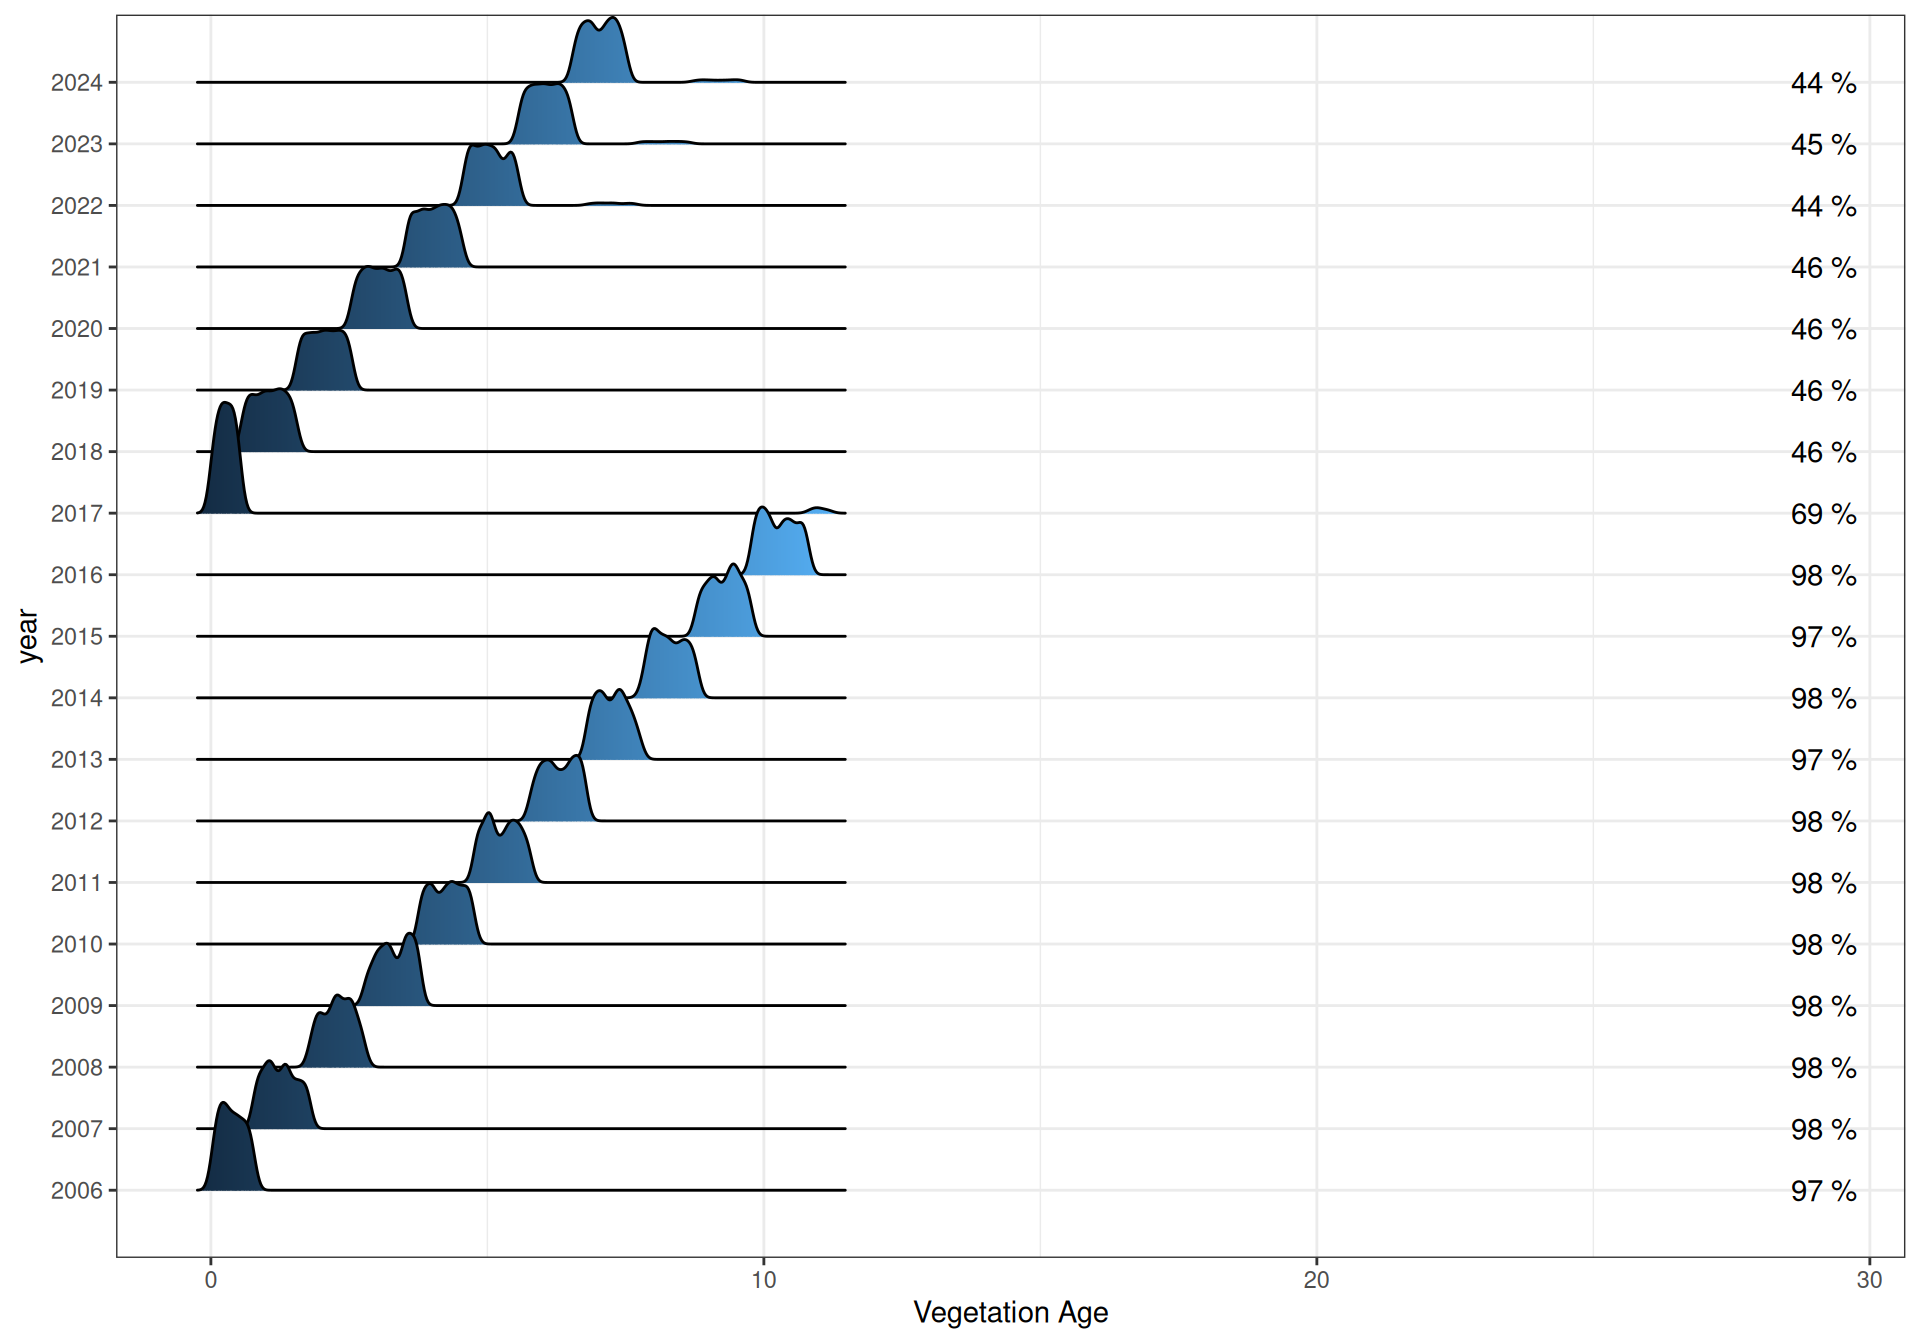 2024 44 %
2023 45 %
2022 44 %
2021 46 %
2020 46 %
2019 46 %
2018 46 %
2017 69 %
2016 98 %
2015 97 %
2014 98 %
2013 97 %
2012 98 %
2011 98 %
2010 98 %
2009 98 %
2008 98 %
2007 98 %
2006 97 %
year
0 10 20 30
Vegetation Age